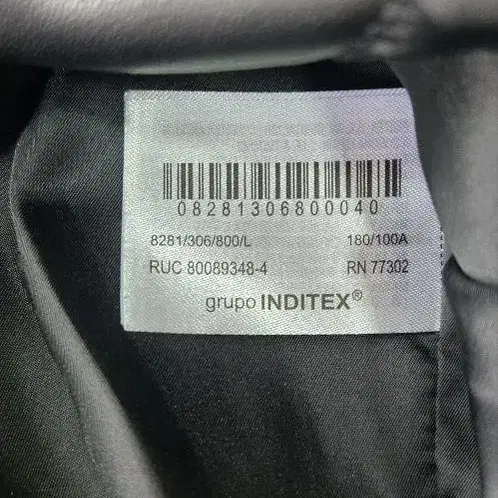 08281306800040
8281/306/800/L 180/100A
RUC 80089348-4 RN 77302
grupo INDITEX®